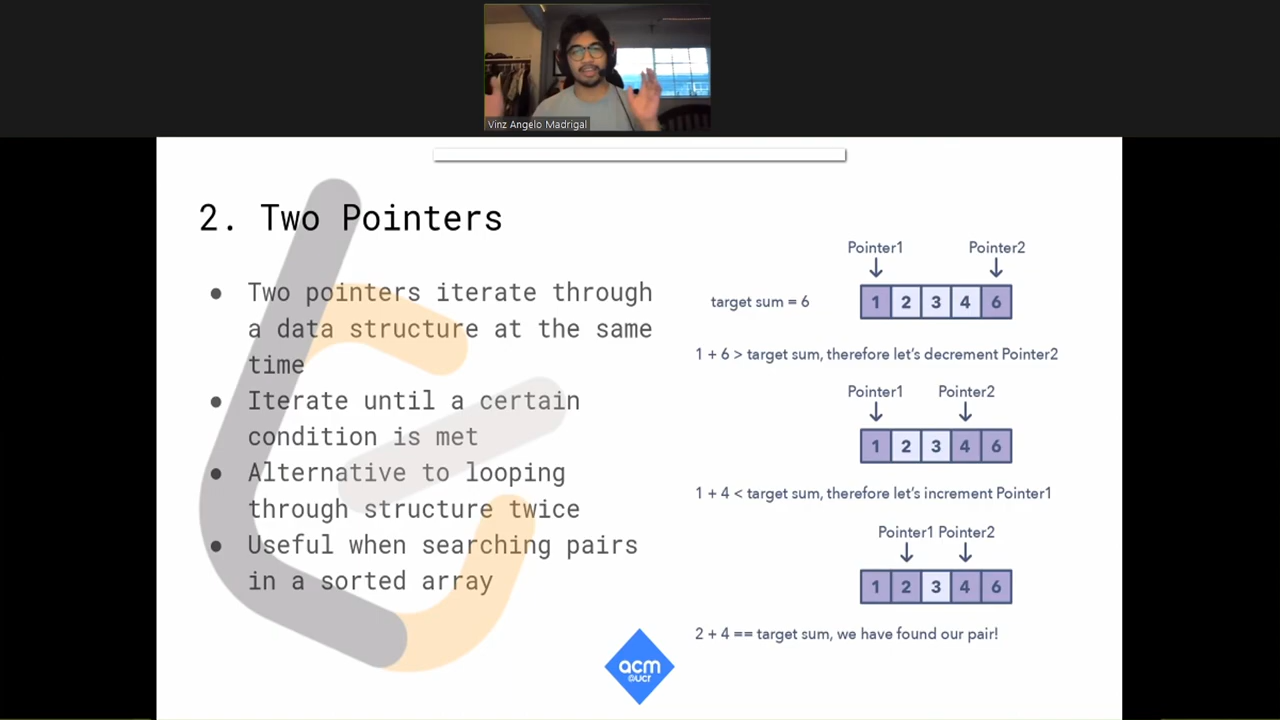 Vinz Angelo Madrigal
2. Two Pointers
● Two pointers iterate through
a data structure at the same
time
● Iterate until a certain
condition is met
● Alternative to looping
through structure twice
● Useful when searching pairs
in a sorted array
Pointer1 Pointer2
target sum = 6
1 2 3 4 6
1 + 6 > target sum, therefore let's decrement Pointer2
Pointer1 Pointer2
1 2 3 4 6
1 + 4 < target sum, therefore let's increment Pointer1
Pointer1 Pointer2
1 2 3 4 6
2 + 4 == target sum, we have found our pair!
acm
@UCR